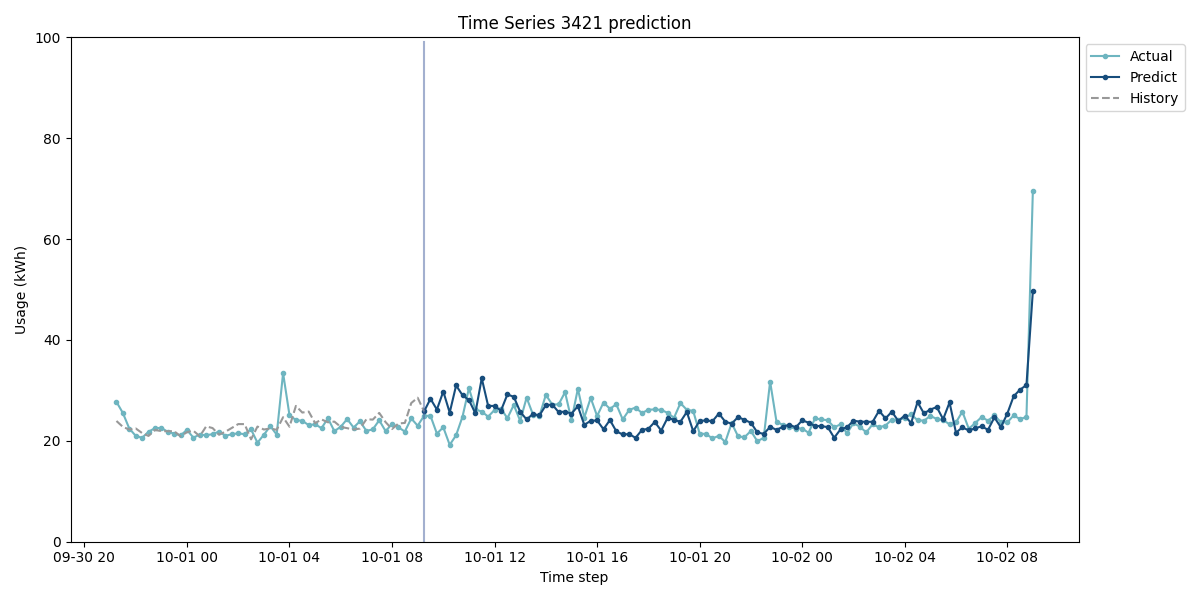 Time Series 3421 prediction
100
80
60
40
20
0
Usage (kWh)
09-30 20
10-01 00
10-01 04
10-01 08
10-01 12
10-01 16
10-01 20
10-02 00
10-02 04
10-02 08
Time step
Actual
Predict
History